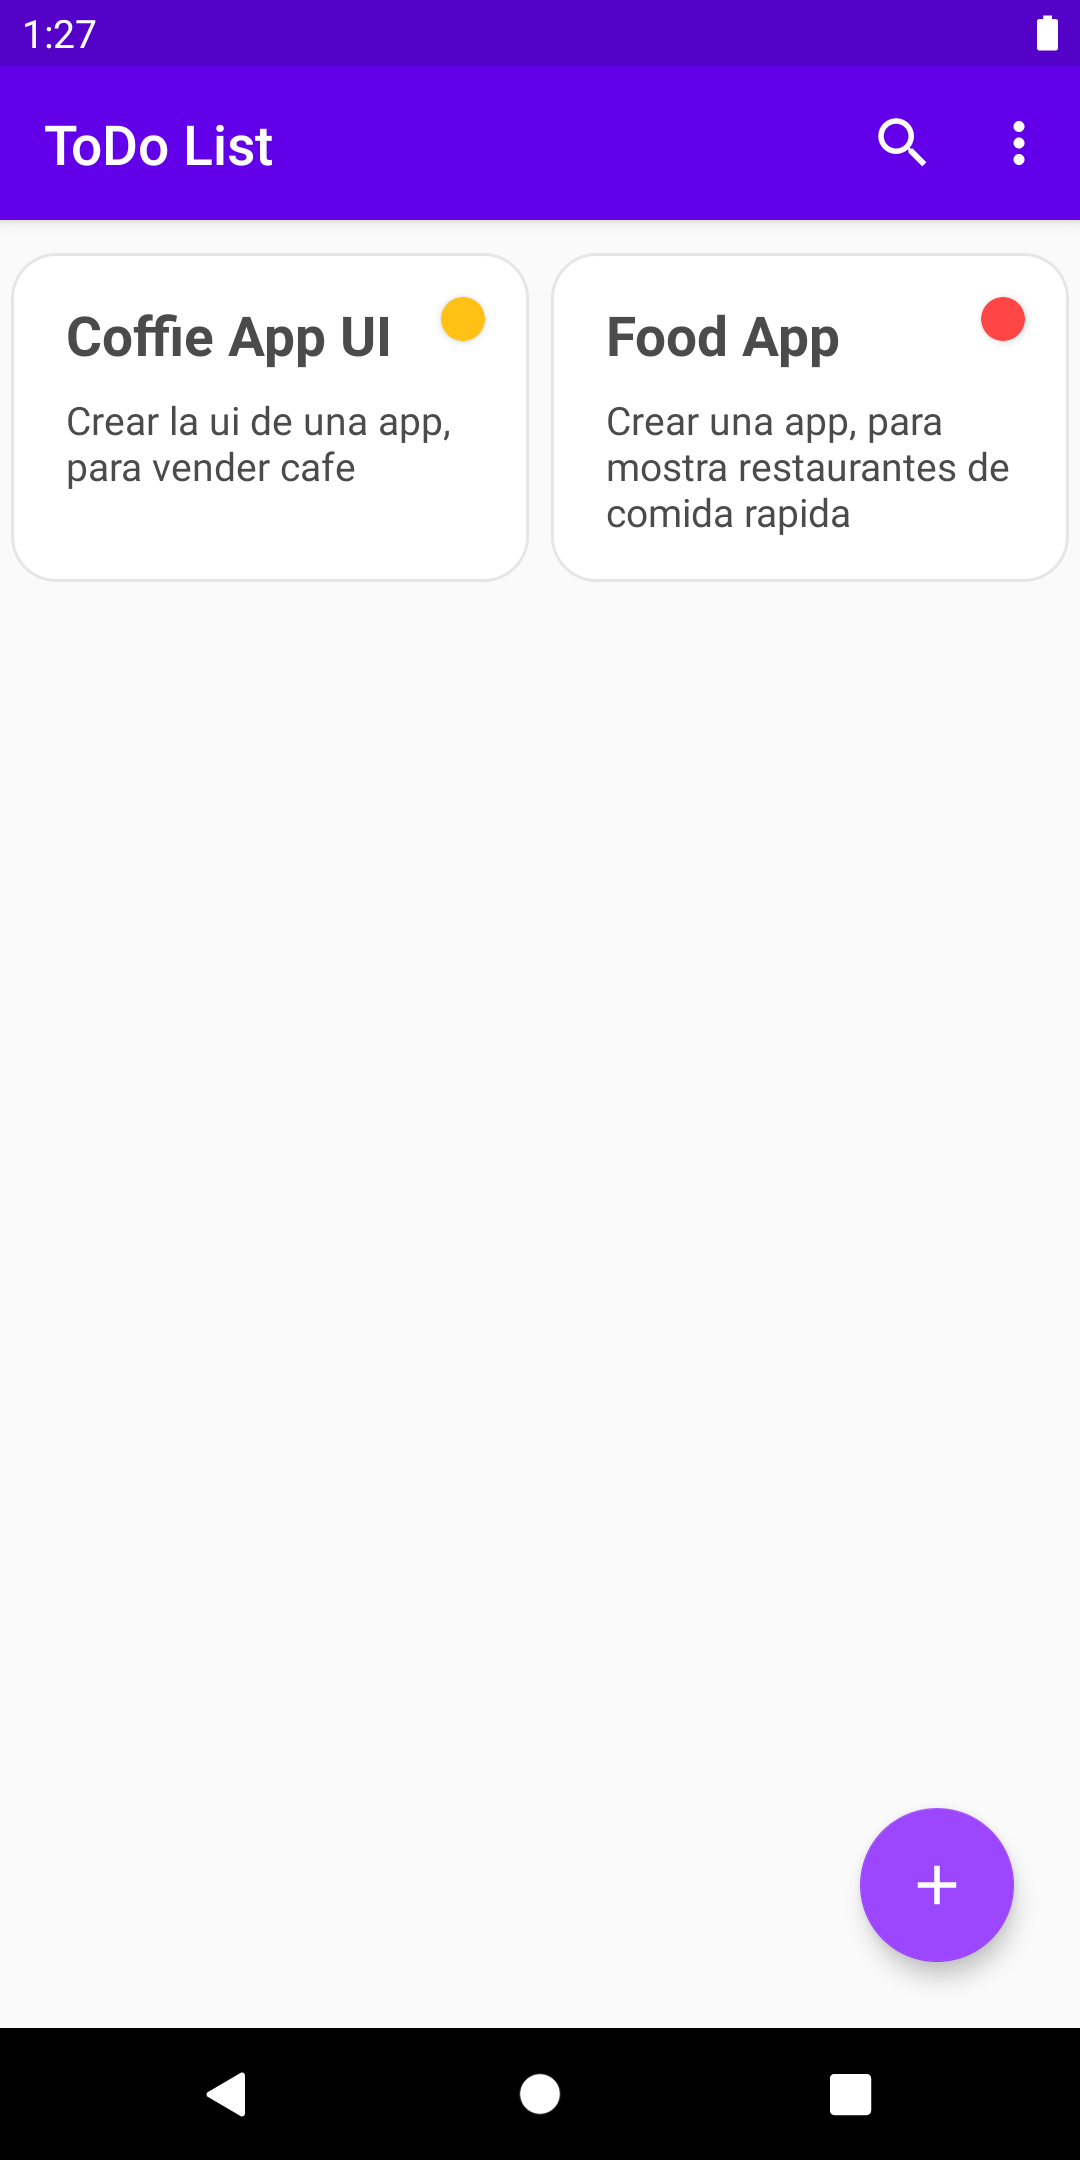 1:27
ToDo List
Coffie App UI
Crear la ui de una app,
para vender cafe
Food App
Crear una app, para
mostra restaurantes de
comida rapida